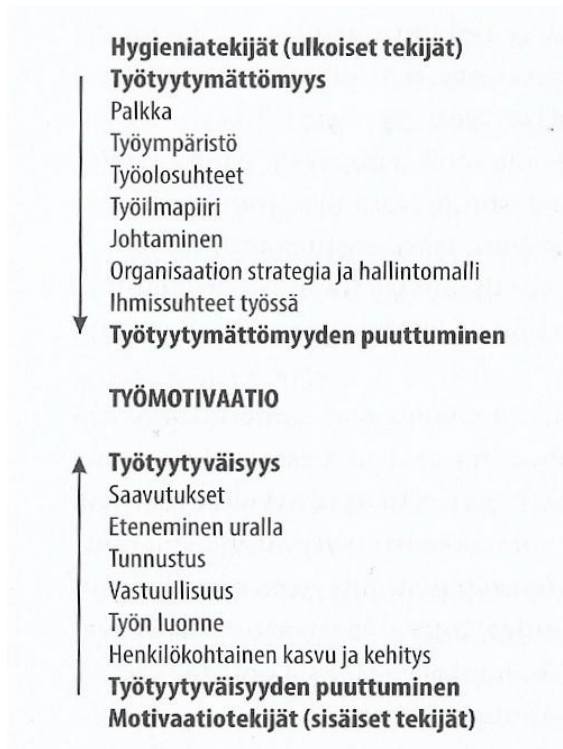 Hygieniatekijät (ulkoiset tekijät)
Työtyytymättömyys
Palkka
Työympäristö
Työolosuhteet
Työilmapiiri
Johtaminen
Organisaation strategia ja hallintomalli
Ihmissuhteet työssä
Työtyytymättömyyden puuttuminen
TYÖMOTIVAATIO
Työtyytyväisyys
Saavutukset
Eteneminen uralla
Tunnustus
Vastuullisuus
Työn luonne
Henkilökohtainen kasvu ja kehitys
Työtyytyväisyyden puuttuminen
Motivaatiotekijät (sisäiset tekijät)